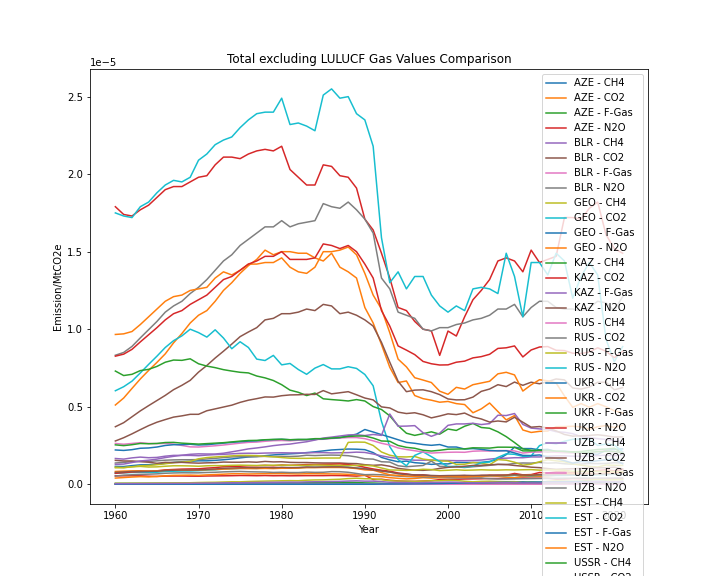 Total excluding LULUCF Gas Values Comparison
1e−5
2.5
2.0
1.5
1.0
0.5
0.0
Emission/MtCO2e
1960
1970
1980
1990
2000
2010
2020
Year
AZE - CH4
AZE - CO2
AZE - F-Gas
AZE - N2O
BLR - CH4
BLR - CO2
BLR - F-Gas
BLR - N2O
GEO - CH4
GEO - CO2
GEO - F-Gas
GEO - N2O
KAZ - CH4
KAZ - CO2
KAZ - F-Gas
KAZ - N2O
RUS - CH4
RUS - CO2
RUS - F-Gas
RUS - N2O
UKR - CH4
UKR - CO2
UKR - F-Gas
UKR - N2O
UZB - CH4
UZB - CO2
UZB - F-Gas
UZB - N2O
EST - CH4
EST - CO2
EST - F-Gas
EST - N2O
USSR - CH4
USSR - CO2